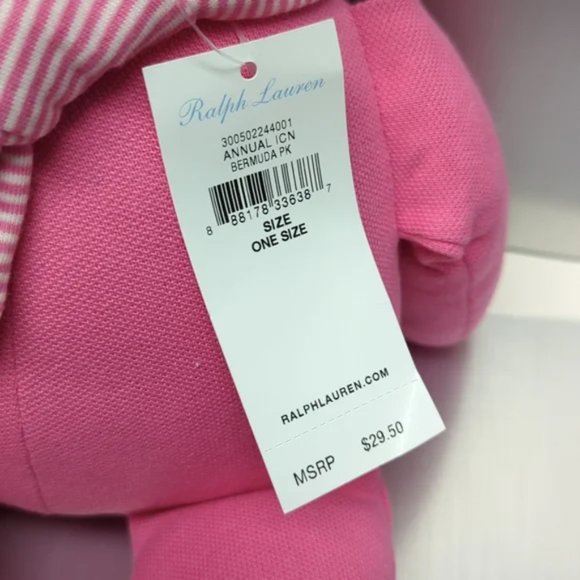 Ralph Lauren
300502244001
ANNUAL ICN
BERMUDA PK
8 88178 33638 7
SIZE
ONE SIZE
RALPHLAUREN.COM
MSRP $29.50